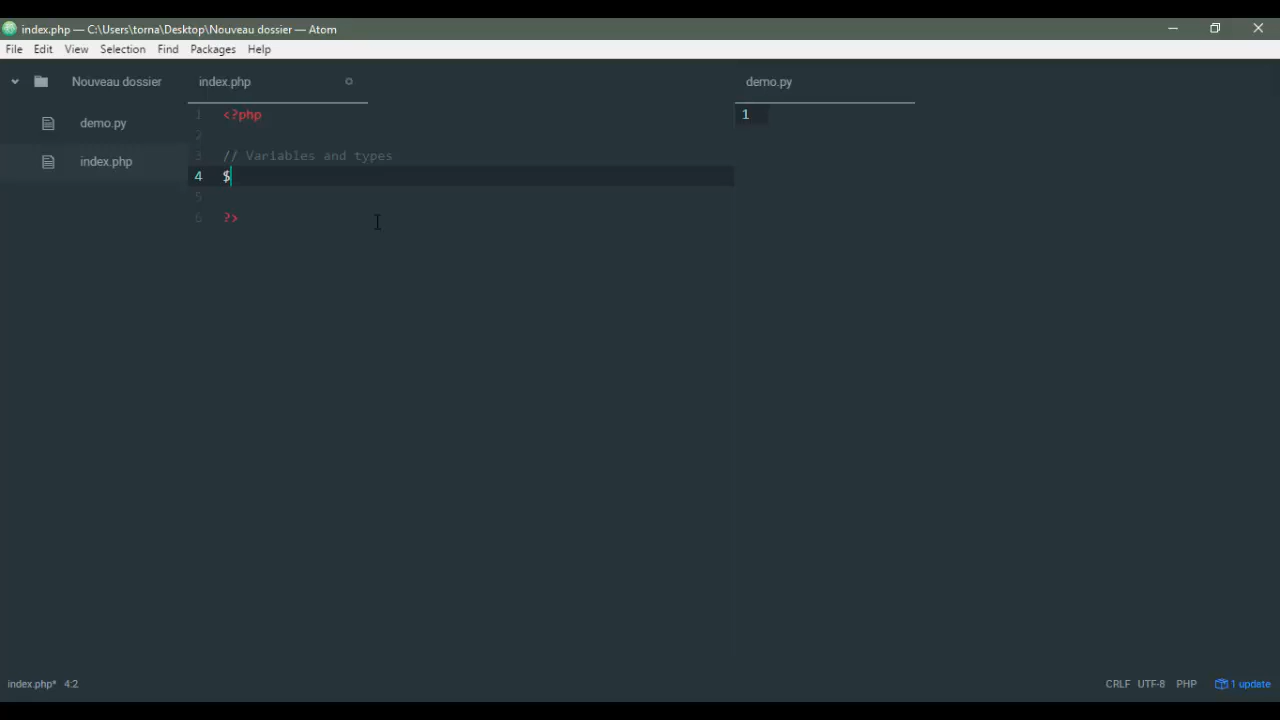 index.php — C:\Users\torna\Desktop\Nouveau dossier — Atom
File Edit View Selection Find Packages Help
Nouveau dossier
demo.py
index.php
index.php
1 <?php
2
3 // Variables and types
4 $
5
6 ?>
demo.py
1
index.php* 4:2
CRLF UTF-8 PHP 1 update